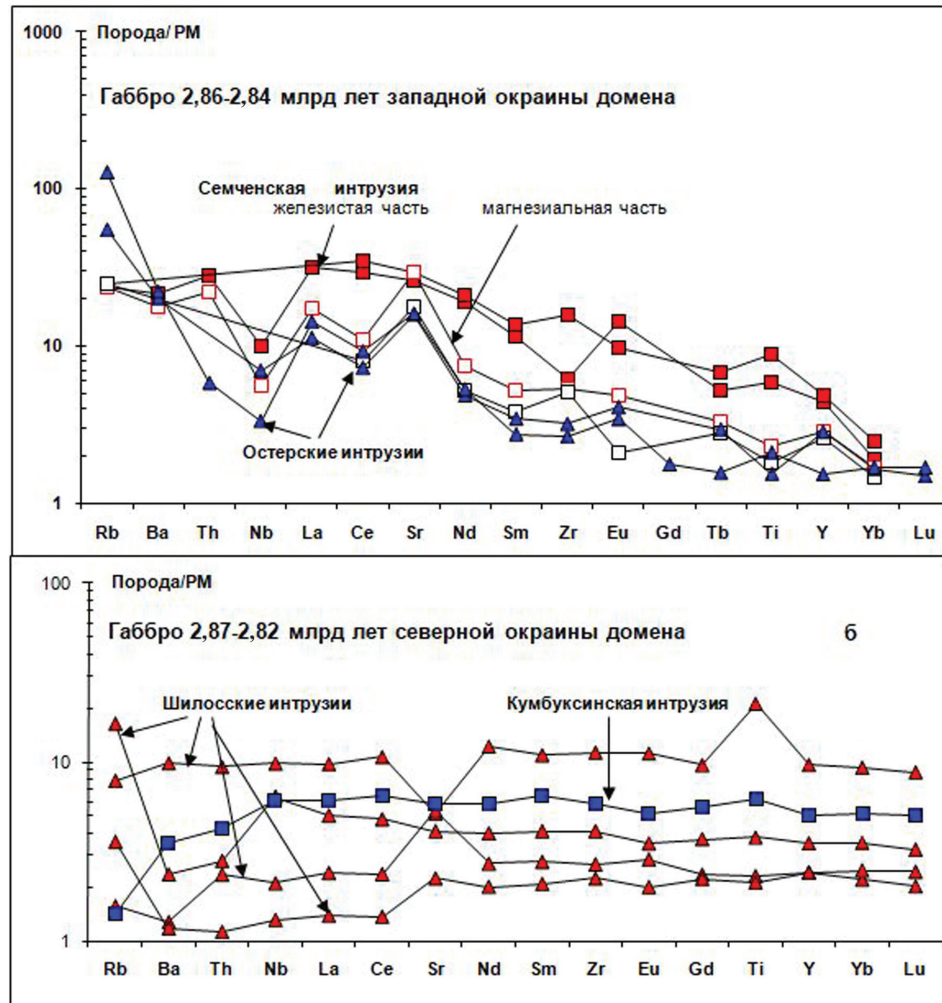 1000
Порода/ РМ
Габбро 2,86-2,84 млрд лет западной окраины домена
100
Семченская интрузия
железистая часть
магнезиальная часть
10
Остерские интрузии
1
Rb Ba Th Nb La Ce Sr Nd Sm Zr Eu Gd Tb Ti Y Yb Lu
100
Порода/РМ
Габбро 2,87-2,82 млрд лет северной окраины домена б
Шилосские интрузии
Кумбуксинская интрузия
10
1
Rb Ba Th Nb La Ce Sr Nd Sm Zr Eu Gd Ti Y Yb Lu